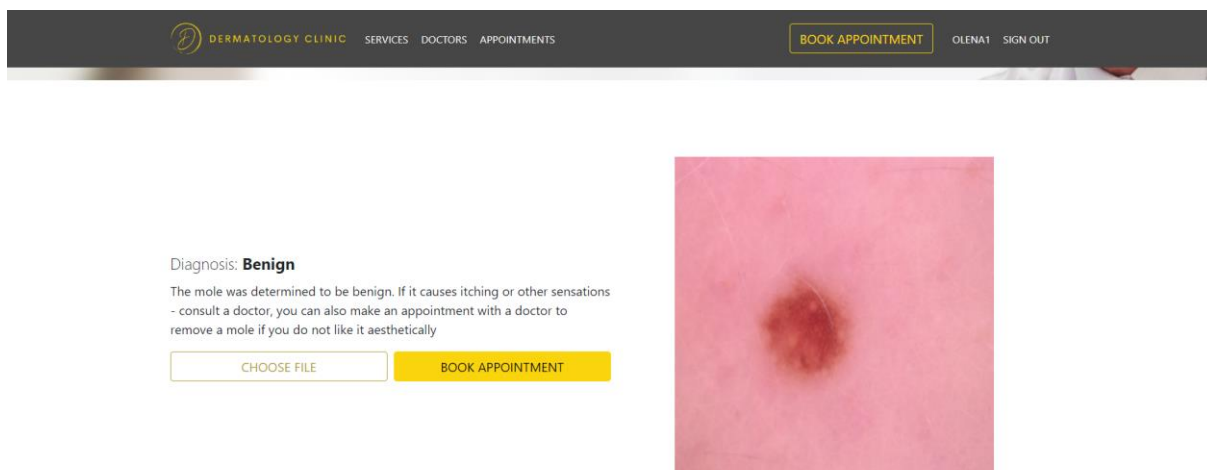 DERMATOLOGY CLINIC SERVICES DOCTORS APPOINTMENTS BOOK APPOINTMENT OLENA1 SIGN OUT
Diagnosis: Benign
The mole was determined to be benign. If it causes itching or other sensations
- consult a doctor, you can also make an appointment with a doctor to
remove a mole if you do not like it aesthetically
CHOOSE FILE BOOK APPOINTMENT